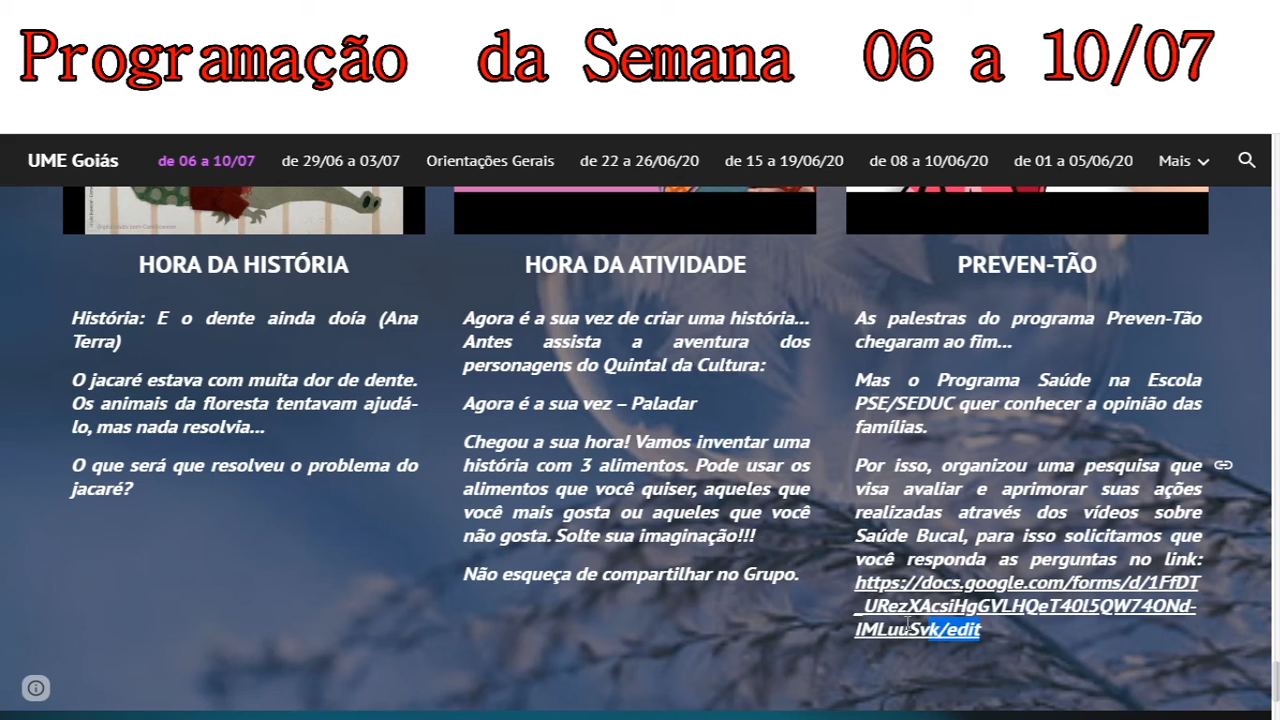 Programação da Semana 06 a 10/07
UME Goiás de 06 a 10/07 de 29/06 a 03/07 Orientações Gerais de 22 a 26/06/20 de 15 a 19/06/20 de 08 a 10/06/20 de 01 a 05/06/20 Mais
HORA DA HISTÓRIA
História: E o dente ainda doía (Ana
Terra)
O jacaré estava com muita dor de dente.
Os animais da floresta tentavam ajudá-
lo, mas nada resolvia...
O que será que resolveu o problema do
jacaré?
HORA DA ATIVIDADE
Agora é a sua vez de criar uma história...
Antes assista a aventura dos
personagens do Quintal da Cultura:
Agora é a sua vez – Paladar
Chegou a sua hora! Vamos inventar uma
história com 3 alimentos. Pode usar os
alimentos que você quiser, aqueles que
você mais gosta ou aqueles que você
não gosta. Solte sua imaginação!!!
Não esqueça de compartilhar no Grupo.
PREVEN-TÃO
As palestras do programa Preven-Tão
chegaram ao fim...
Mas o Programa Saúde na Escola
PSE/SEDUC quer conhecer a opinião das
famílias.
Por isso, organizou uma pesquisa que
visa avaliar e aprimorar suas ações
realizadas através dos vídeos sobre
Saúde Bucal, para isso solicitamos que
você responda as perguntas no link:
https://docs.google.com/forms/d/1FfDT
_URezXAcsiHgGVLHQeT40l5QW74ONd-
IMLuuSvk/edit